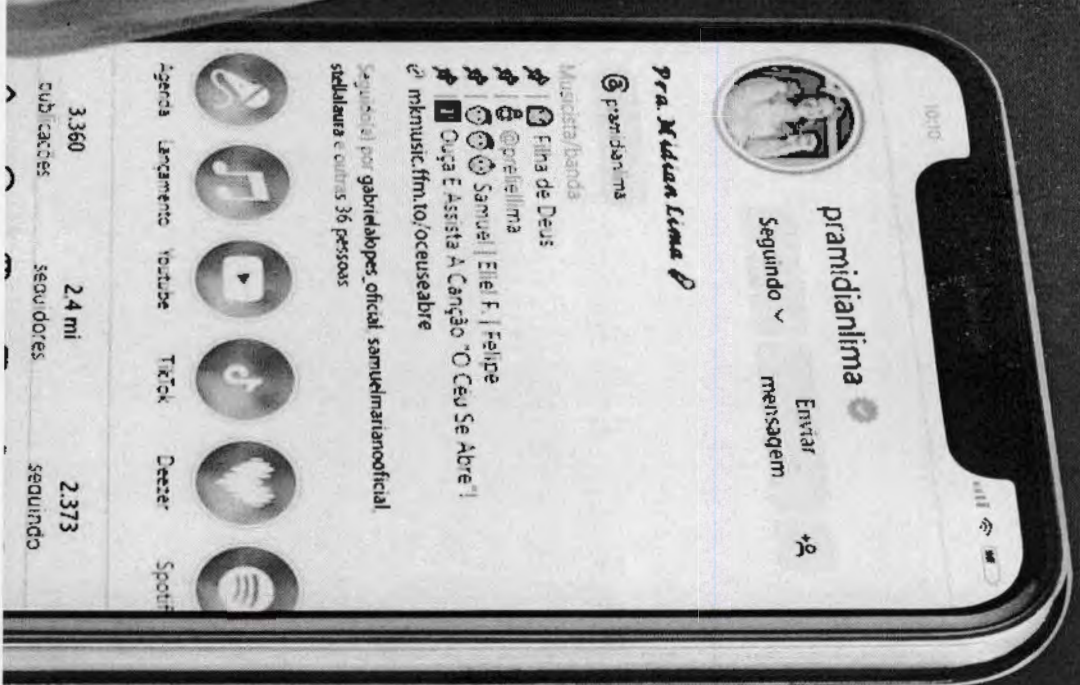 10:10
pramidianlima
Seguindo
Enviar mensagem
Pra. Midian Lima
pramidianlima
Musicista/banda
Filha de Deus
@preliellima
Samuel | Eliel F. | Felipe
Ouça E Assista A Canção "O Céu Se Abre"!
mkmusic.ffm.to/oceuseabre
Seguido(a) por gabrielalopes_oficial, samuelmarianooficial,
stellalaura e outras 36 pessoas
Agenda Lançamento Youtube TikTok Deezer Spotif
3.360 2,4 mi 2.373
publicações seguidores seguindo